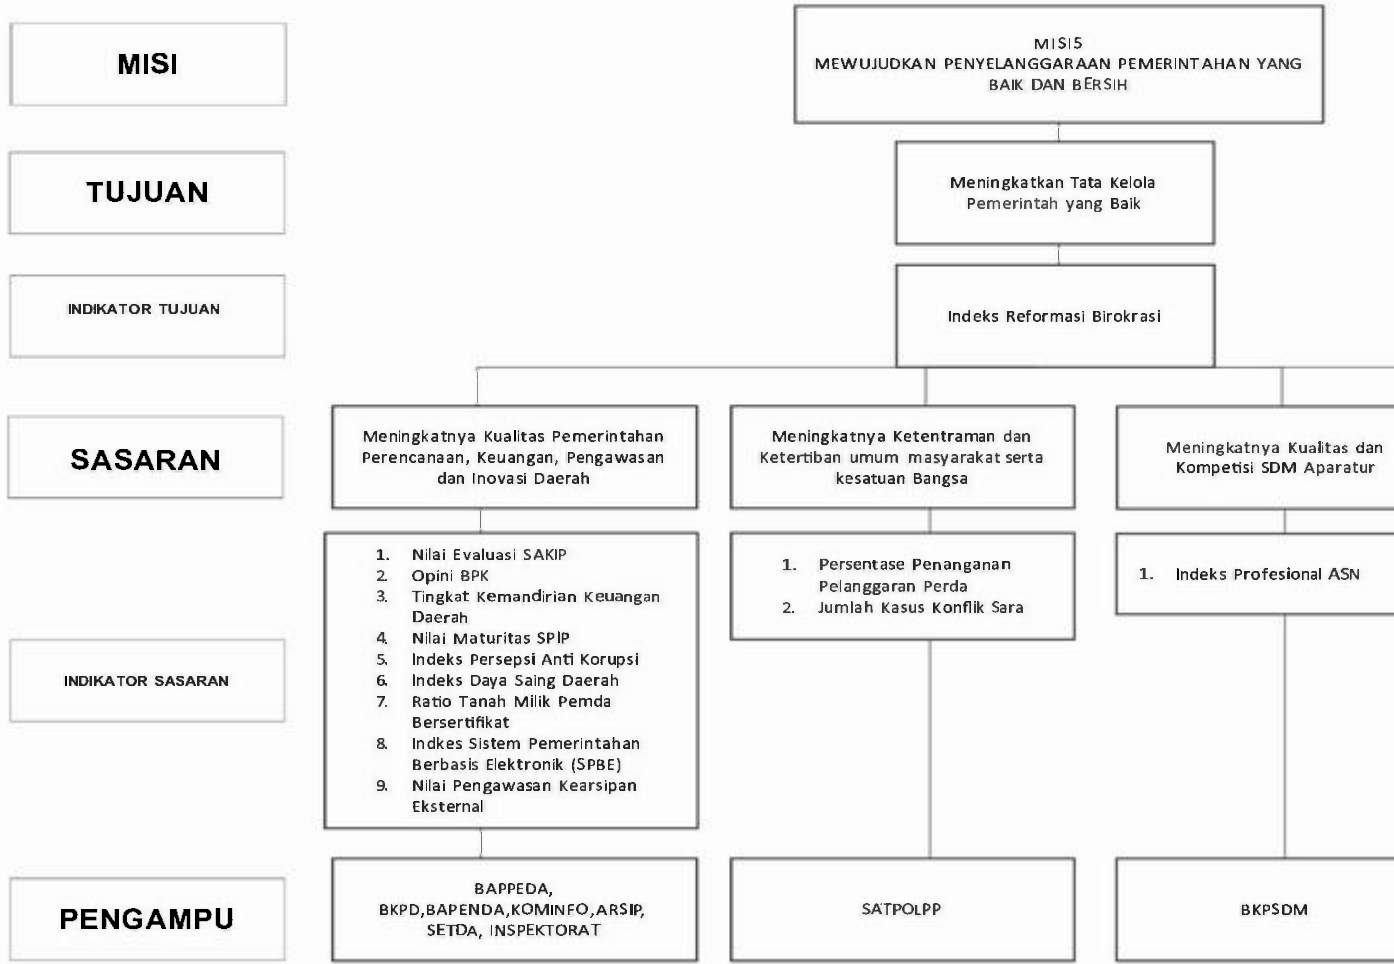 MISI
MISI5
MEWUJUDKAN PENYELANGGARAAN PEMERINTAHAN YANG
BAIK DAN BERSIH
TUJUAN
Meningkatkan Tata Kelola
Pemerintah yang Baik
INDIKATOR TUJUAN
Indeks Reformasi Birokrasi
SASARAN
Meningkatnya Kualitas Pemerintahan
Perencanaan, Keuangan, Pengawasan
dan Inovasi Daerah
Meningkatnya Ketentraman dan
Ketertiban umum masyarakat serta
kesatuan Bangsa
Meningkatnya Kualitas dan
Kompetisi SDM Aparatur
INDIKATOR SASARAN
1. Nilai Evaluasi SAKIP
2. Opini BPK
3. Tingkat Kemandirian Keuangan
Daerah
4. Nilai Maturitas SPIP
5. Indeks Persepsi Anti Korupsi
6. Indeks Daya Saing Daerah
7. Ratio Tanah Milik Pemda
Bersertifikat
8. Indkes Sistem Pemerintahan
Berbasis Elektronik (SPBE)
9. Nilai Pengawasan Kearsipan
Eksternal
1. Persentase Penanganan
Pelanggaran Perda
2. Jumlah Kasus Konflik Sara
1. Indeks Profesional ASN
PENGAMPU
BAPPEDA,
BKPD,BAPENDA,KOMINFO,ARSIP,
SETDA, INSPEKTORAT
SATPOLPP
BKPSDM